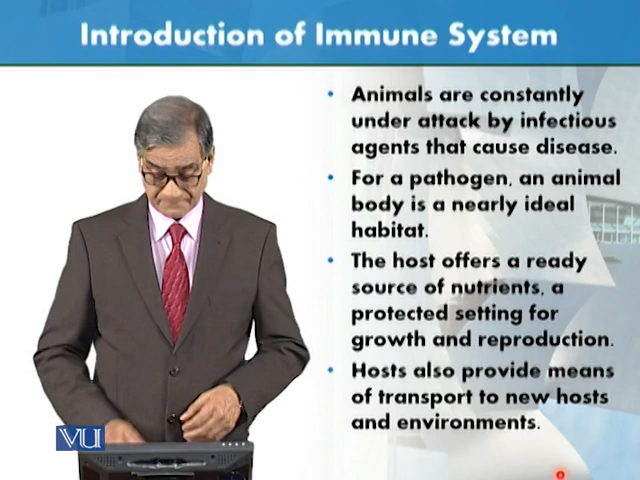 Introduction of Immune System
• Animals are constantly
under attack by infectious
agents that cause disease.
• For a pathogen, an animal
body is a nearly ideal
habitat.
• The host offers a ready
source of nutrients, a
protected setting for
growth and reproduction.
• Hosts also provide means
of transport to new hosts
and environments.
VU